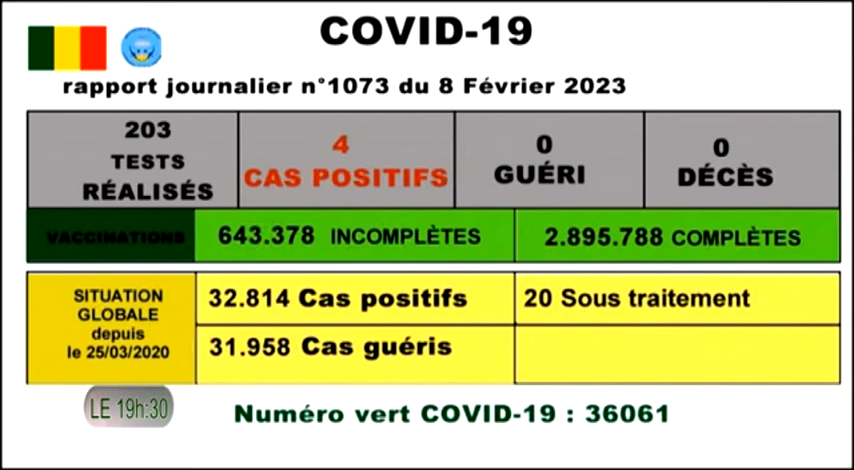 COVID-19
rapport journalier n°1073 du 8 Février 2023
203
TESTS
RÉALISÉS
4
CAS POSITIFS
0
GUÉRI
0
DÉCÈS
VACCINATIONS
643.378 INCOMPLÈTES
2.895.788 COMPLÈTES
SITUATION
GLOBALE
depuis
le 25/03/2020
32.814 Cas positifs
20 Sous traitement
31.958 Cas guéris
LE 19h:30
Numéro vert COVID-19 : 36061